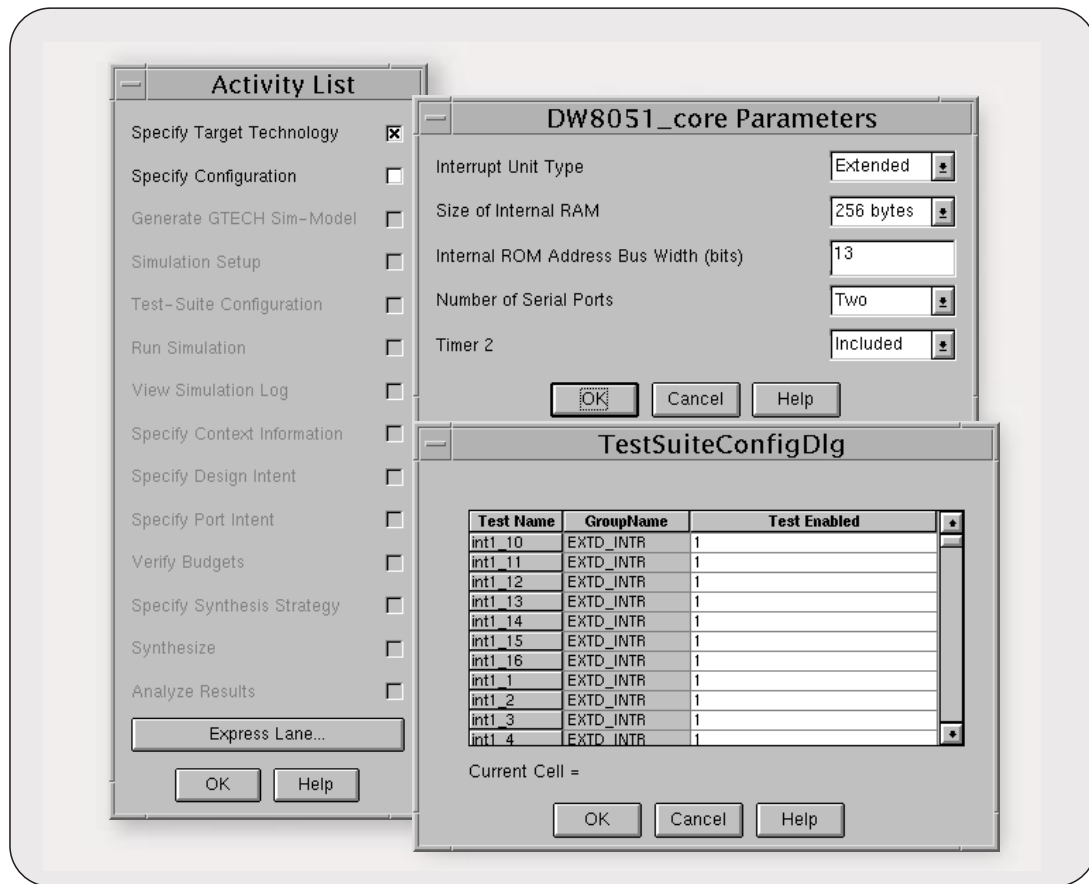 Activity List
Specify Target Technology
Specify Configuration
Generate GTECH Sim-Model
Simulation Setup
Test-Suite Configuration
Run Simulation
View Simulation Log
Specify Context Information
Specify Design Intent
Specify Port Intent
Verify Budgets
Specify Synthesis Strategy
Synthesize
Analyze Results
Express Lane...
OK Help
DW8051_core Parameters
Interrupt Unit Type Extended
Size of Internal RAM 256 bytes
Internal ROM Address Bus Width (bits) 13
Number of Serial Ports Two
Timer 2 Included
OK Cancel Help
TestSuiteConfigDlg
Test Name GroupName Test Enabled
int1_10 EXTD_INTR 1
int1_11 EXTD_INTR 1
int1_12 EXTD_INTR 1
int1_13 EXTD_INTR 1
int1_14 EXTD_INTR 1
int1_15 EXTD_INTR 1
int1_16 EXTD_INTR 1
int1_1 EXTD_INTR 1
int1_2 EXTD_INTR 1
int1_3 EXTD_INTR 1
int1_4 EXTD_INTR 1
Current Cell =
OK Cancel Help